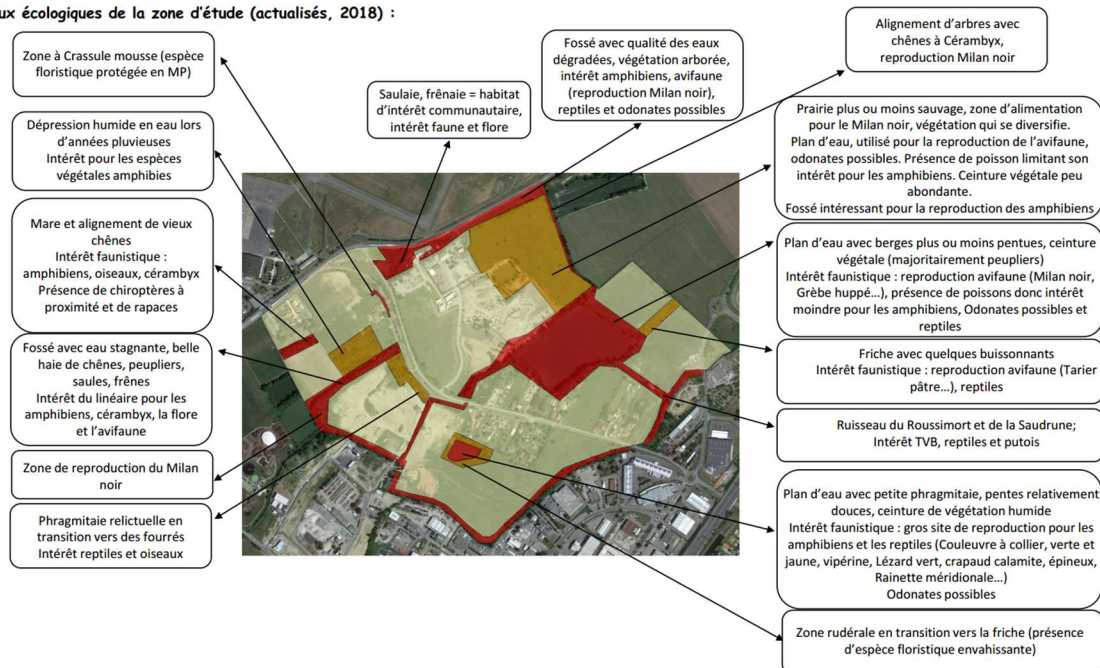 ux écologiques de la zone d'étude (actualisés, 2018) :
Zone à Crassule mousse (espèce
floristique protégée en MP)
Dépression humide en eau lors
d'années pluvieuses
Intérêt pour les espèces
végétales amphibies
Mare et alignement de vieux
chênes
Intérêt faunistique :
amphibiens, oiseaux, cérambyx
Présence de chiroptères à
proximité et de rapaces
Fossé avec eau stagnante, belle
haie de chênes, peupliers,
saules, frênes
Intérêt du linéaire pour les
amphibiens, cérambyx, la flore
et l'avifaune
Zone de reproduction du Milan
noir
Phragmitaie relictuelle en
transition vers des fourrés
Intérêt reptiles et oiseaux
Saulaie, frênaie = habitat
d'intérêt communautaire,
intérêt faune et flore
Fossé avec qualité des eaux
dégradées, végétation arborée,
intérêt amphibiens, avifaune
(reproduction Milan noir),
reptiles et odonates possibles
Alignement d'arbres avec
chênes à Cérambyx,
reproduction Milan noir
Prairie plus ou moins sauvage, zone d'alimentation
pour le Milan noir, végétation qui se diversifie.
Plan d'eau, utilisé pour la reproduction de l'avifaune,
odonates possibles. Présence de poisson limitant son
intérêt pour les amphibiens. Ceinture végétale peu
abondante.
Fossé intéressant pour la reproduction des amphibiens
Plan d'eau avec berges plus ou moins pentues, ceinture
végétale (majoritairement peupliers)
Intérêt faunistique : reproduction avifaune (Milan noir,
Grèbe huppé...), présence de poissons donc intérêt
moindre pour les amphibiens, Odonates possibles et
reptiles
Friche avec quelques buissonnants
Intérêt faunistique : reproduction avifaune (Tarier
pâtre...), reptiles
Ruisseau du Roussimort et de la Saudrune;
Intérêt TVB, reptiles et putois
Plan d'eau avec petite phragmitaie, pentes relativement
douces, ceinture de végétation humide
Intérêt faunistique : gros site de reproduction pour les
amphibiens et les reptiles (Couleuvre à collier, verte et
jaune, vipérine, Lézard vert, crapaud calamite, épineux,
Rainette méridionale...)
Odonates possibles
Zone rudérale en transition vers la friche (présence
d'espèce floristique envahissante)